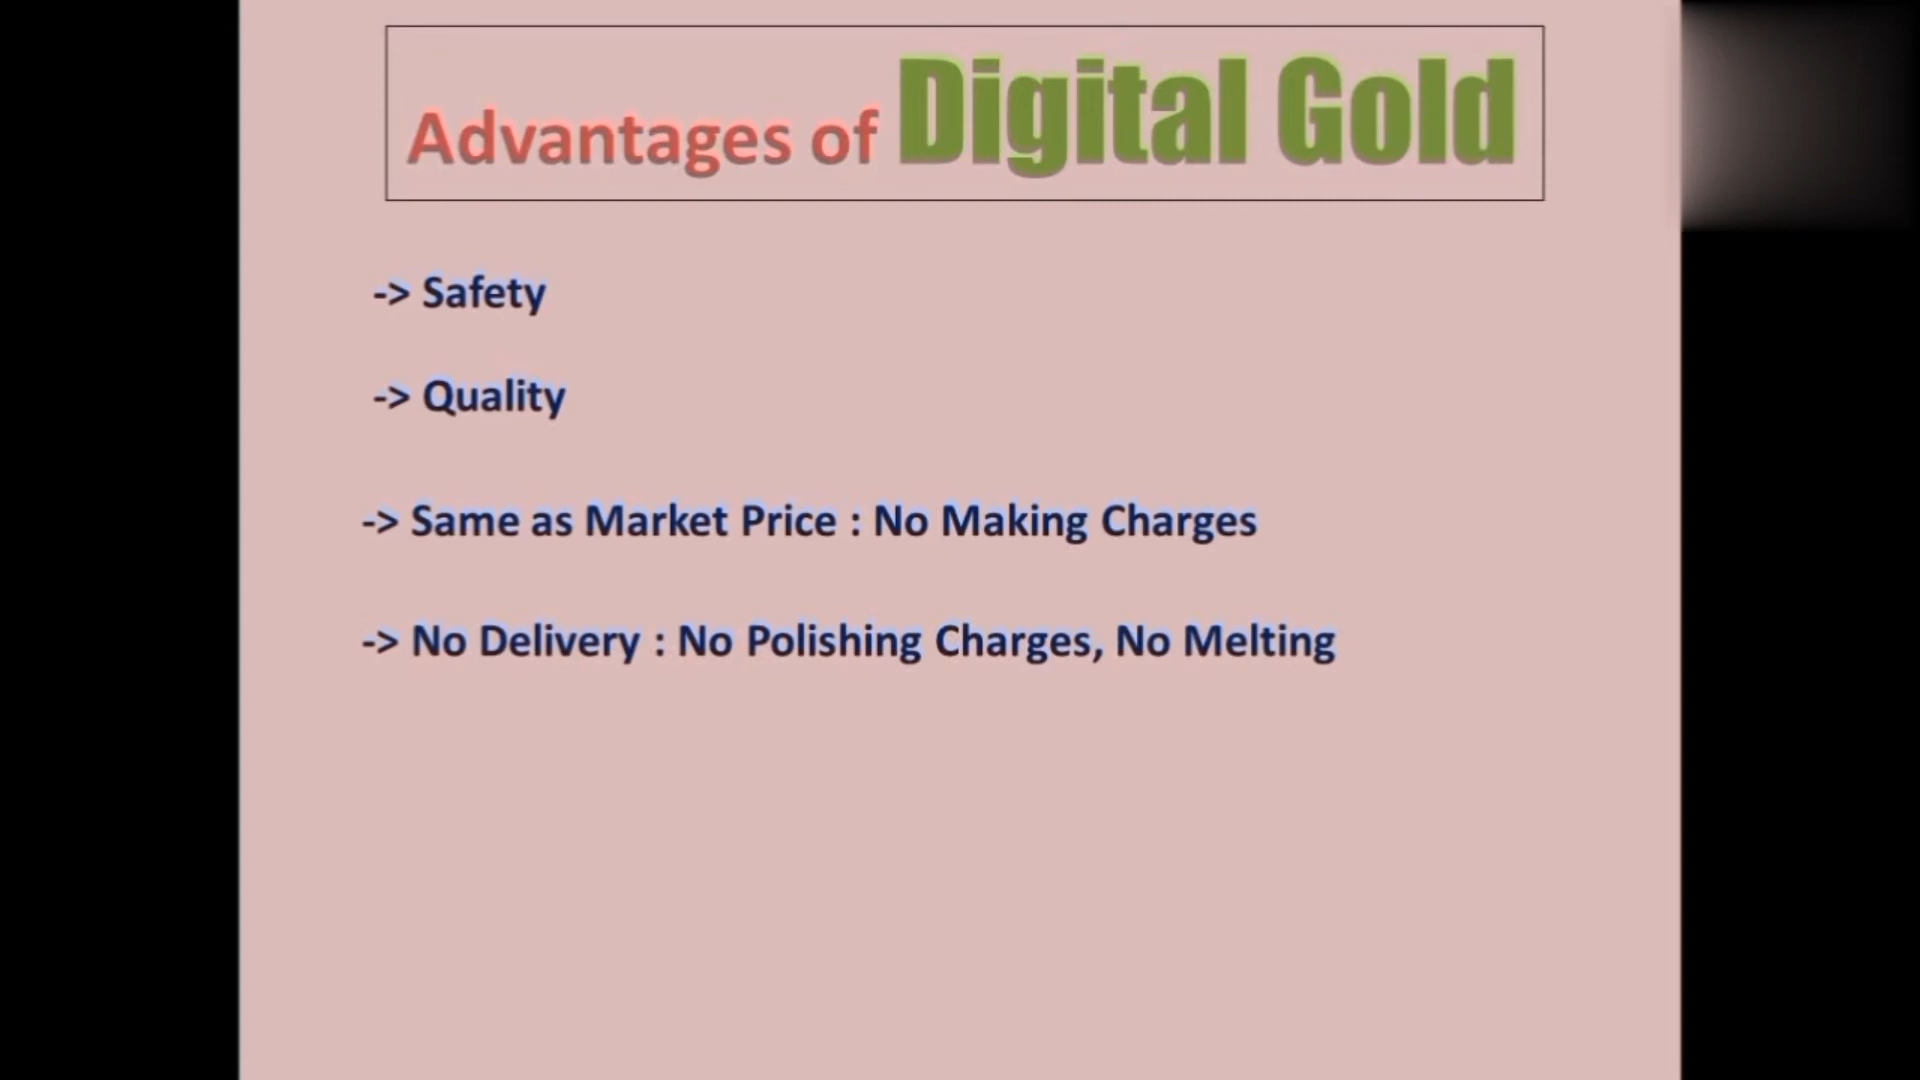 Advantages of Digital Gold
-> Safety
-> Quality
-> Same as Market Price : No Making Charges
-> No Delivery : No Polishing Charges, No Melting